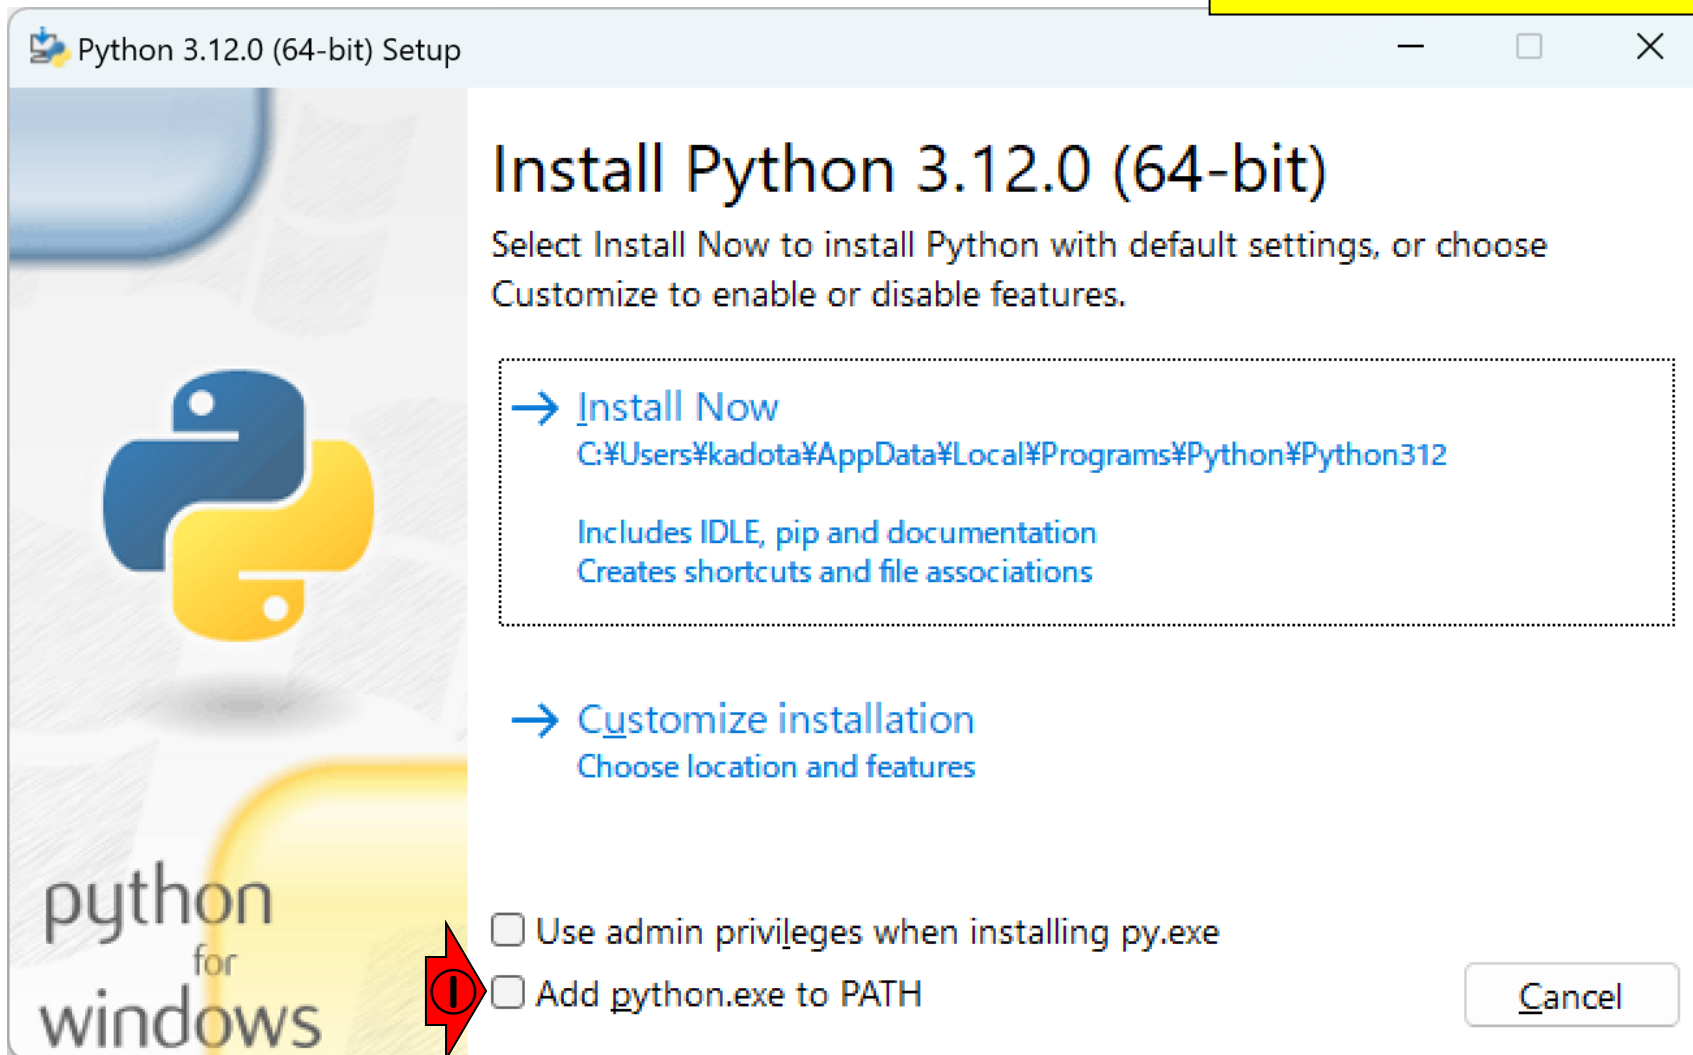 Python 3.12.0 (64-bit) Setup
Install Python 3.12.0 (64-bit)
Select Install Now to install Python with default settings, or choose
Customize to enable or disable features.
Install Now
C:¥Users¥kadota¥AppData¥Local¥Programs¥Python¥Python312
Includes IDLE, pip and documentation
Creates shortcuts and file associations
Customize installation
Choose location and features
python
for
windows
Use admin privileges when installing py.exe
①
Add python.exe to PATH
Cancel